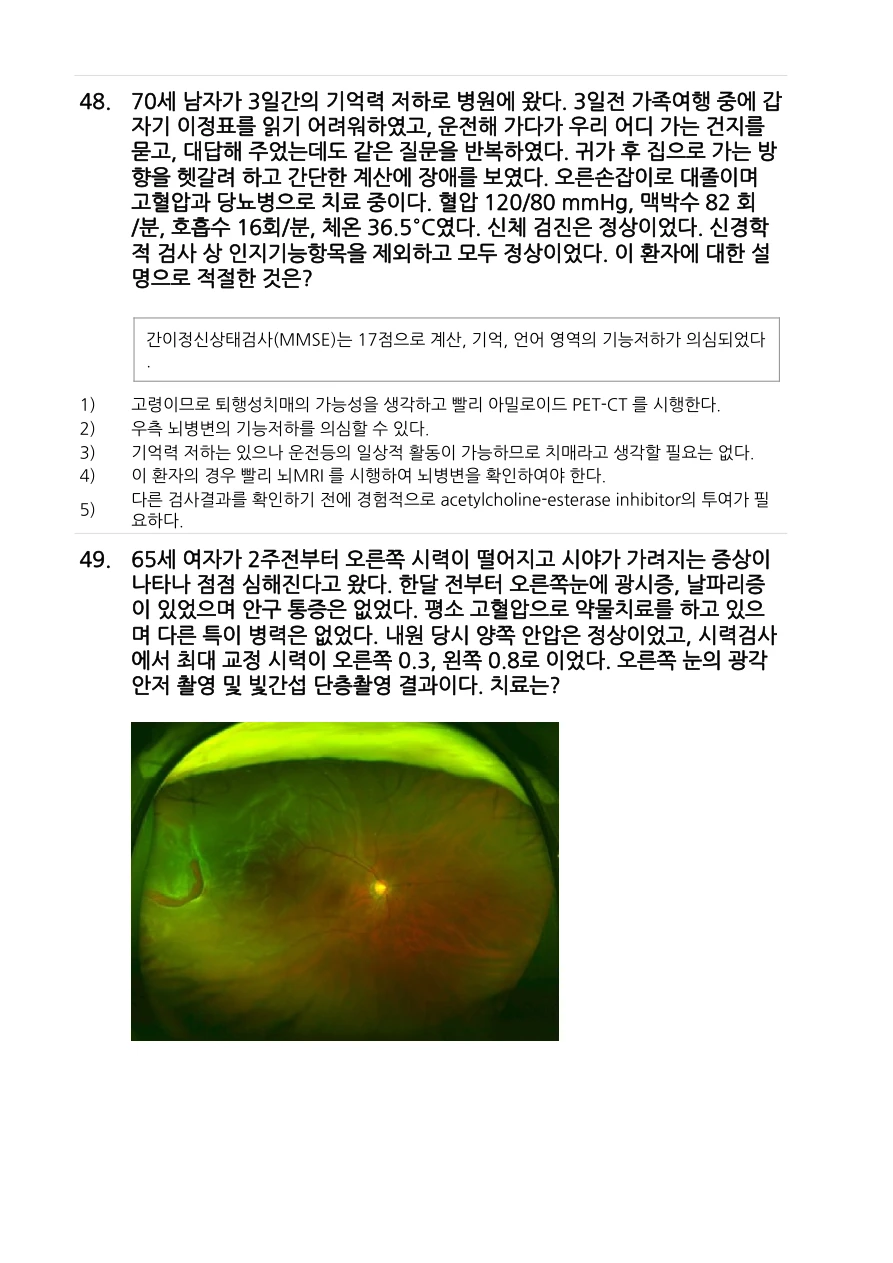 48. 70세 남자가 3일간의 기억력 저하로 병원에 왔다. 3일전 가족여행 중에 갑
자기 이정표를 읽기 어려워하였고, 운전해 가다가 우리 어디 가는 건지를
묻고, 대답해 주었는데도 같은 질문을 반복하였다. 귀가 후 집으로 가는 방
향을 헷갈려 하고 간단한 계산에 장애를 보였다. 오른손잡이로 대졸이며
고혈압과 당뇨병으로 치료 중이다. 혈압 120/80 mmHg, 맥박수 82 회
/분, 호흡수 16회/분, 체온 36.5°C였다. 신체 검진은 정상이었다. 신경학
적 검사 상 인지기능항목을 제외하고 모두 정상이었다. 이 환자에 대한 설
명으로 적절한 것은?
간이정신상태검사(MMSE)는 17점으로 계산, 기억, 언어 영역의 기능저하가 의심되었다
.
1) 고령이므로 퇴행성치매의 가능성을 생각하고 빨리 아밀로이드 PET-CT 를 시행한다.
2) 우측 뇌병변의 기능저하를 의심할 수 있다.
3) 기억력 저하는 있으나 운전등의 일상적 활동이 가능하므로 치매라고 생각할 필요는 없다.
4) 이 환자의 경우 빨리 뇌MRI 를 시행하여 뇌병변을 확인하여야 한다.
5) 다른 검사결과를 확인하기 전에 경험적으로 acetylcholine-esterase inhibitor의 투여가 필
요하다.
49. 65세 여자가 2주전부터 오른쪽 시력이 떨어지고 시야가 가려지는 증상이
나타나 점점 심해진다고 왔다. 한달 전부터 오른쪽눈에 광시증, 날파리증
이 있었으며 안구 통증은 없었다. 평소 고혈압으로 약물치료를 하고 있으
며 다른 특이 병력은 없었다. 내원 당시 양쪽 안압은 정상이었고, 시력검사
에서 최대 교정 시력이 오른쪽 0.3, 왼쪽 0.8로 이었다. 오른쪽 눈의 광각
안저 촬영 및 빛간섭 단층촬영 결과이다. 치료는?